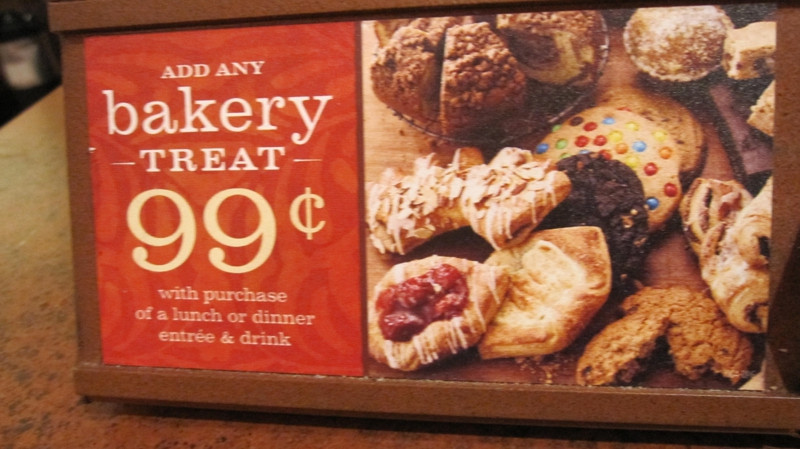 ADD ANY
bakery
TREAT
99¢
with purchase
of a lunch or dinner
entrée & drink